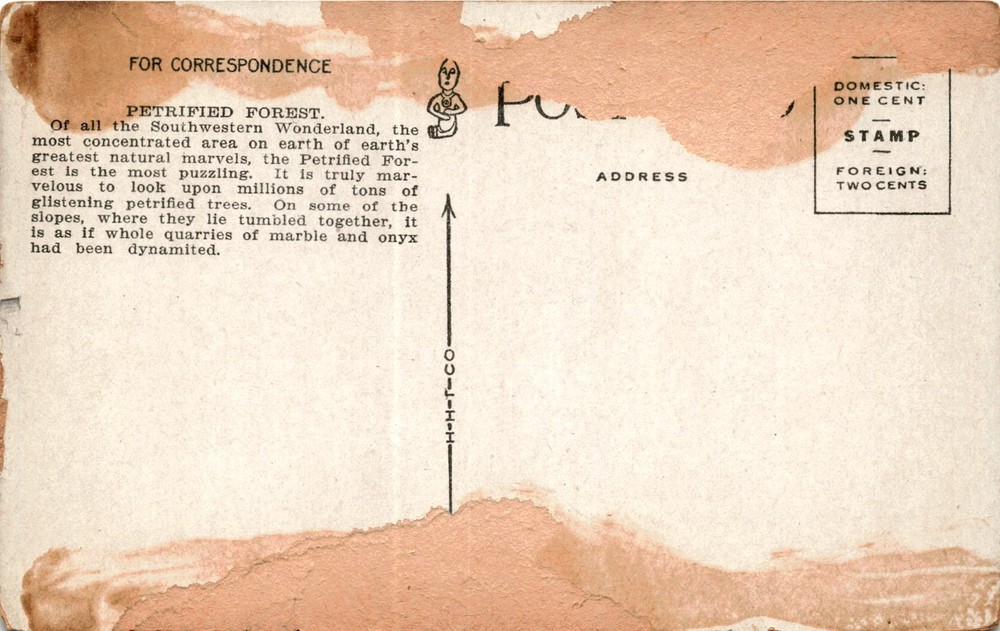 FOR CORRESPONDENCE
PETRIFIED FOREST.
Of all the Southwestern Wonderland, the
most concentrated area on earth of earth's
greatest natural marvels, the Petrified For-
est is the most puzzling. It is truly mar-
velous to look upon millions of tons of
glistening petrified trees. On some of the
slopes, where they lie tumbled together, it
is as if whole quarries of marble and onyx
had been dynamited.
H-H-T-CO
ADDRESS
DOMESTIC:
ONE CENT
STAMP
FOREIGN:
TWO CENTS